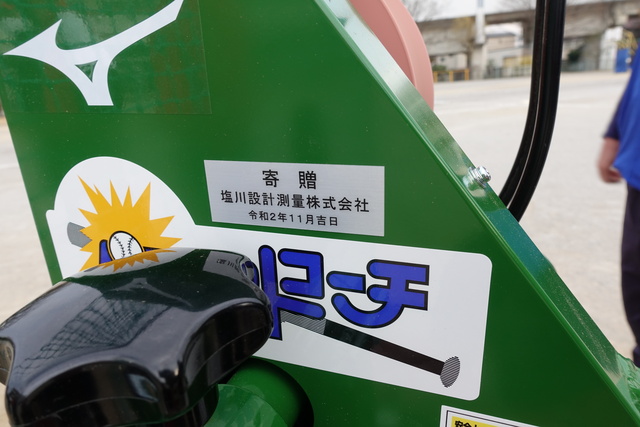 寄贈
塩川設計測量株式会社
令和2年11月吉日
コーチ